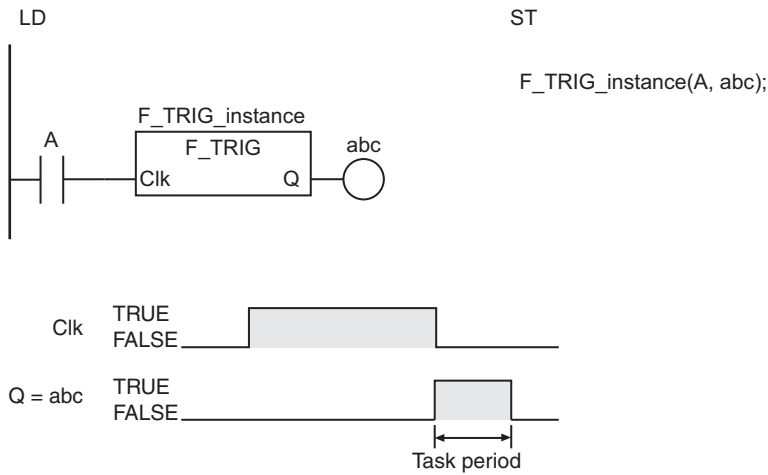 LD
ST
F_TRIG_instance(A, abc);
F_TRIG_instance
A
F_TRIG
abc
Clk
Q
Clk
TRUE
FALSE
Q = abc
TRUE
FALSE
Task period